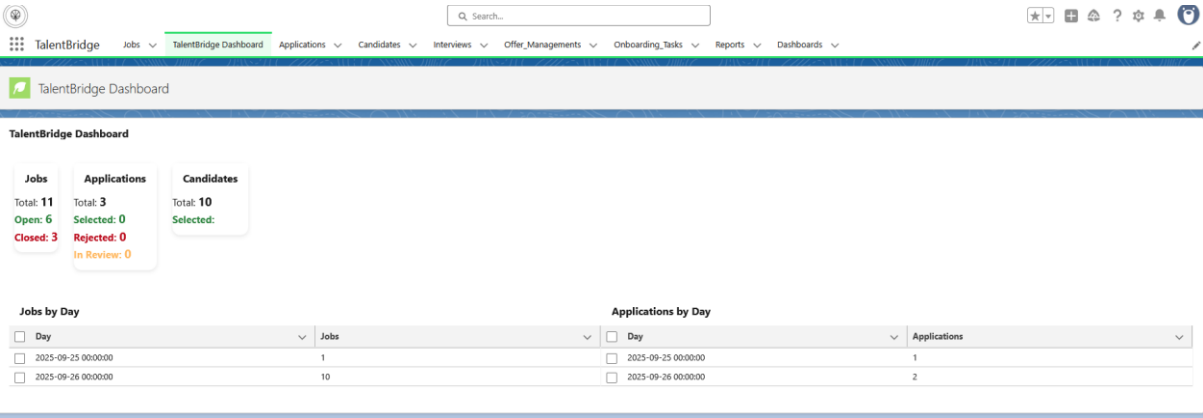 Search...
TalentBridge Jobs TalentBridge Dashboard Applications Candidates Interviews Offer_Managements Onboarding_Tasks Reports Dashboards
TalentBridge Dashboard
TalentBridge Dashboard
Jobs
Total: 11
Open: 6
Closed: 3
Applications
Total: 3
Selected: 0
Rejected: 0
In Review: 0
Candidates
Total: 10
Selected:
Jobs by Day
Day Jobs
2025-09-25 00:00:00 1
2025-09-26 00:00:00 10
Applications by Day
Day Applications
2025-09-25 00:00:00 1
2025-09-26 00:00:00 2